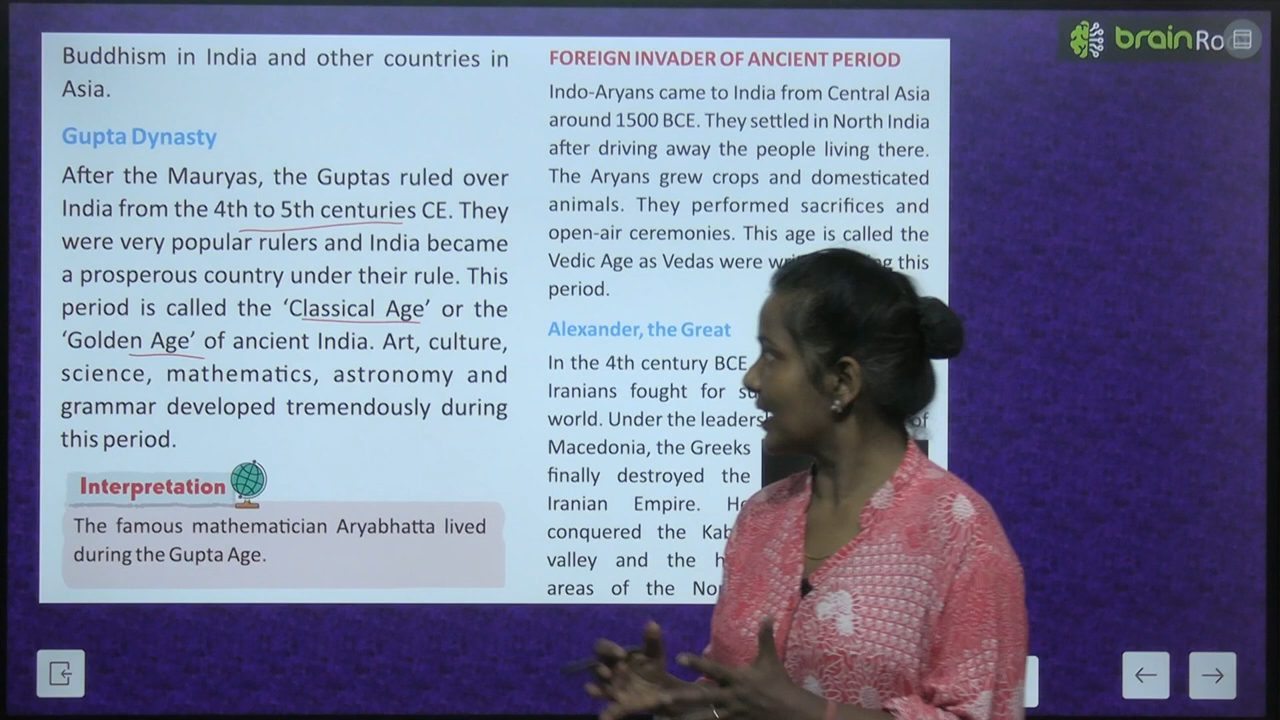 Buddhism in India and other countries in
Asia.
Gupta Dynasty
After the Mauryas, the Guptas ruled over
India from the 4th to 5th centuries CE. They
were very popular rulers and India became
a prosperous country under their rule. This
period is called the ‘Classical Age’ or the
‘Golden Age’ of ancient India. Art, culture,
science, mathematics, astronomy and
grammar developed tremendously during
this period.
Interpretation
The famous mathematician Aryabhatta lived
during the Gupta Age.
FOREIGN INVADER OF ANCIENT PERIOD
Indo-Aryans came to India from Central Asia
around 1500 BCE. They settled in North India
after driving away the people living there.
The Aryans grew crops and domesticated
animals. They performed sacrifices and
open-air ceremonies. This age is called the
Vedic Age as Vedas were this
period.
Alexander, the Great
In the 4th century BCE
Iranians fought for
world. Under the of
Macedonia, the Greeks
finally destroyed the
Iranian Empire.
conquered the
valley and the
areas of the
brain